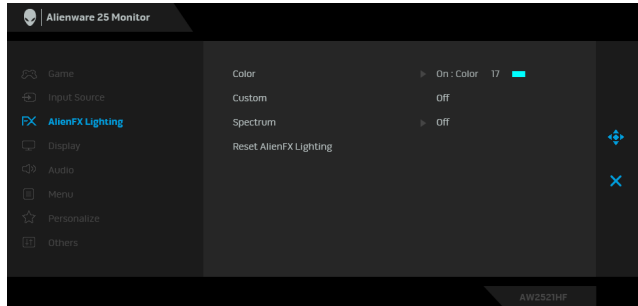 Alienware 25 Monitor
Game
Input Source
FX AlienFX Lighting
Display
Audio
Menu
Personalize
Others
Color On : Color 17
Custom Off
Spectrum Off
Reset AlienFX Lighting
AW2521HF